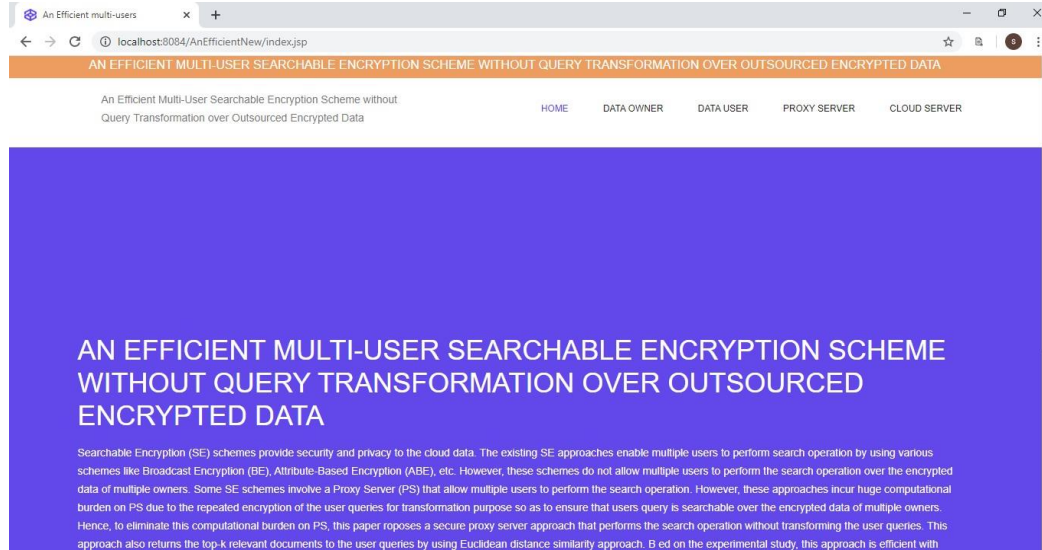 An Efficient multi-users
localhost:8084/AnEfficientNew/index.jsp
S
AN EFFICIENT MULTI-USER SEARCHABLE ENCRYPTION SCHEME WITHOUT QUERY TRANSFORMATION OVER OUTSOURCED ENCRYPTED DATA
An Efficient Multi-User Searchable Encryption Scheme without
Query Transformation over Outsourced Encrypted Data
HOME DATA OWNER DATA USER PROXY SERVER CLOUD SERVER
AN EFFICIENT MULTI-USER SEARCHABLE ENCRYPTION SCHEME
WITHOUT QUERY TRANSFORMATION OVER OUTSOURCED
ENCRYPTED DATA
Searchable Encryption (SE) schemes provide security and privacy to the cloud data. The existing SE approaches enable multiple users to perform search operation by using various
schemes like Broadcast Encryption (BE), Attribute-Based Encryption (ABE), etc. However, these schemes do not allow multiple users to perform the search operation over the encrypted
data of multiple owners. Some SE schemes involve a Proxy Server (PS) that allow multiple users to perform the search operation. However, these approaches incur huge computational
burden on PS due to the repeated encryption of the user queries for transformation purpose so as to ensure that users query is searchable over the encrypted data of multiple owners.
Hence, to eliminate this computational burden on PS, this paper roposes a secure proxy server approach that performs the search operation without transforming the user queries. This
approach also returns the top-k relevant documents to the user queries by using Euclidean distance similarity approach. B ed on the experimental study, this approach is efficient with